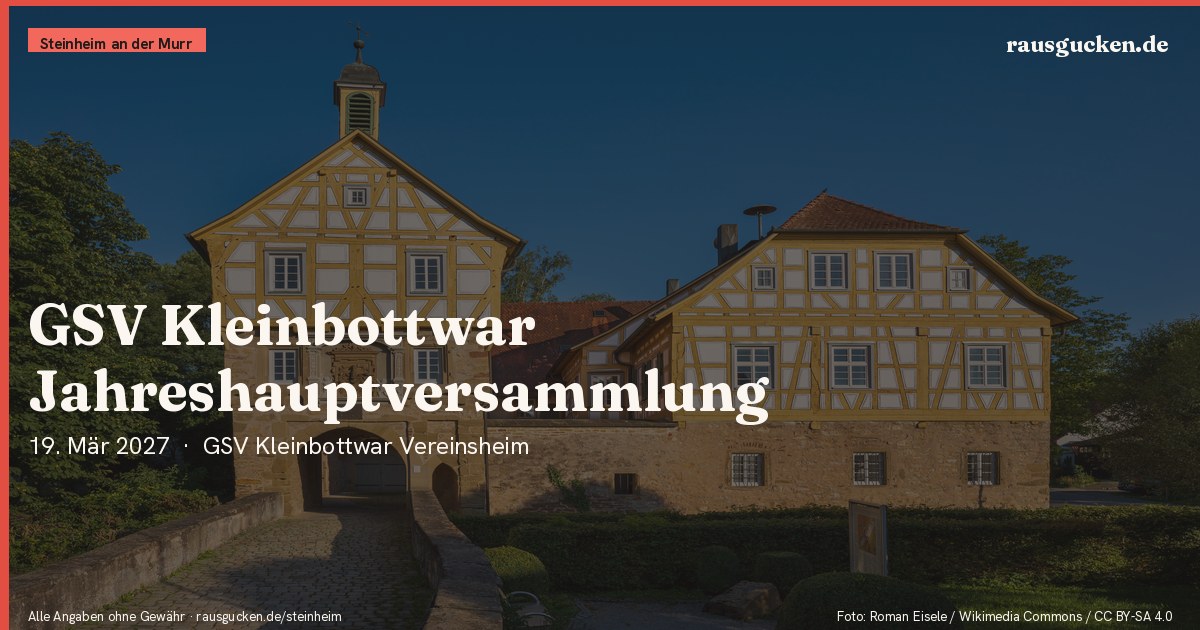 Steinheim an der Murr
rausgucken.de
GSV Kleinbottwar
Jahreshauptversammlung
19. Mär 2027 · GSV Kleinbottwar Vereinsheim
Alle Angaben ohne Gewähr · rausgucken.de/steinheim
Foto: Roman Eisele / Wikimedia Commons / CC BY-SA 4.0